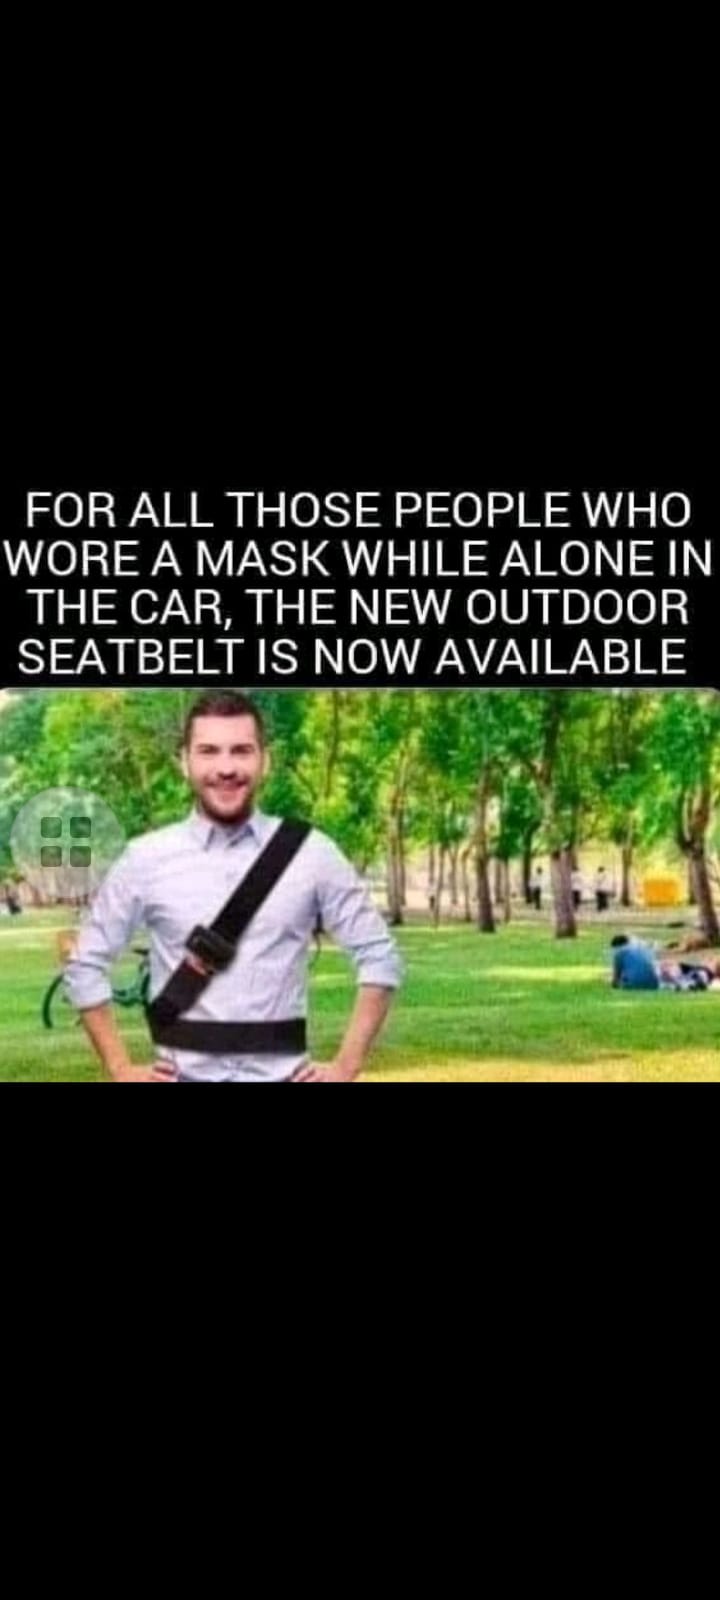 FOR ALL THOSE PEOPLE WHO
WORE A MASK WHILE ALONE IN
THE CAR, THE NEW OUTDOOR
SEATBELT IS NOW AVAILABLE